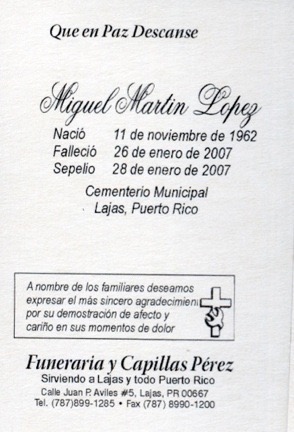 Que en Paz Descanse
Miguel Martin Lopez
Nació 11 de noviembre de 1962
Falleció 26 de enero de 2007
Sepelio 28 de enero de 2007
Cementerio Municipal
Lajas, Puerto Rico
A nombre de los familiares deseamos
expresar el más sincero agradecimien
por su demostración de afecto y
cariño en sus momentos de dolor
Funeraria y Capillas Pérez
Sirviendo a Lajas y todo Puerto Rico
Calle Juan P. Aviles #5, Lajas, PR 00667
Tel. (787)899-1285 • Fax (787) 8990-1200